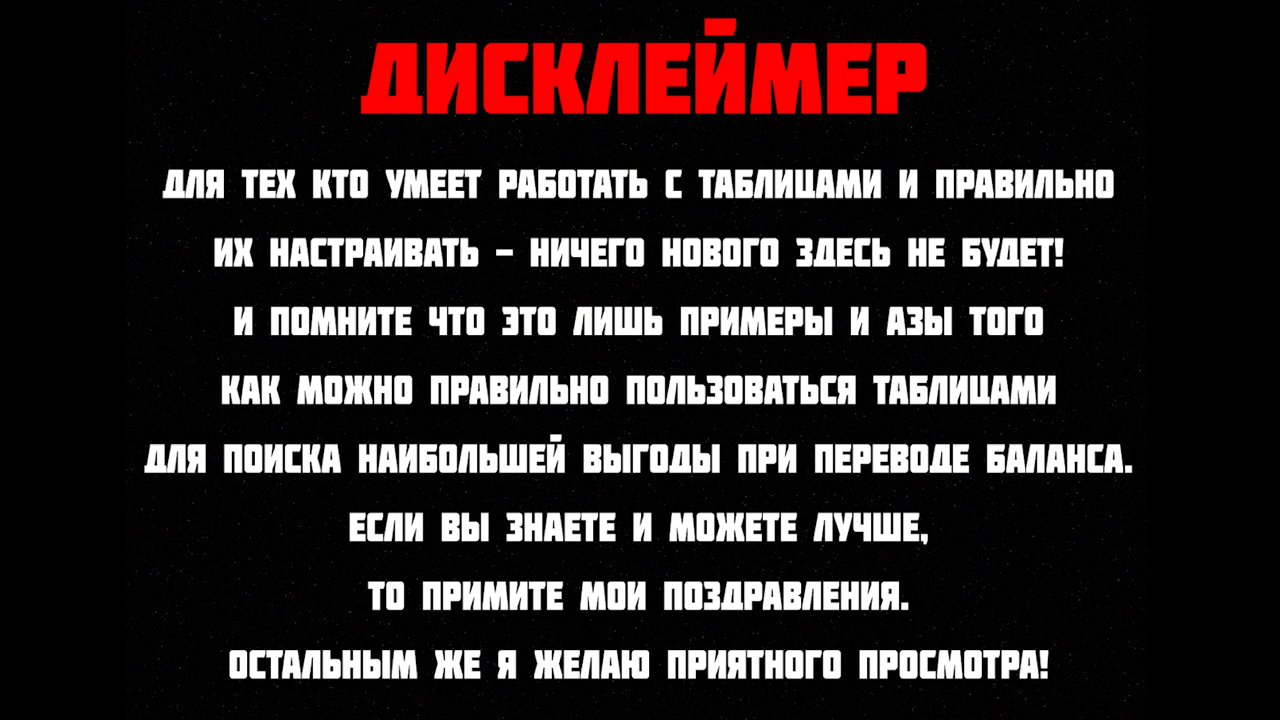 ДИСКЛЕЙМЕР
ДЛЯ ТЕХ КТО УМЕЕТ РАБОТАТЬ С ТАБЛИЦАМИ И ПРАВИЛЬНО
ИХ НАСТРАИВАТЬ – НИЧЕГО НОВОГО ЗДЕСЬ НЕ БУДЕТ!
И ПОМНИТЕ ЧТО ЭТО ЛИШЬ ПРИМЕРЫ И АЗЫ ТОГО
КАК МОЖНО ПРАВИЛЬНО ПОЛЬЗОВАТЬСЯ ТАБЛИЦАМИ
ДЛЯ ПОИСКА НАИБОЛЬШЕЙ ВЫГОДЫ ПРИ ПЕРЕВОДЕ БАЛАНСА.
ЕСЛИ ВЫ ЗНАЕТЕ И МОЖЕТЕ ЛУЧШЕ,
ТО ПРИМИТЕ МОИ ПОЗДРАВЛЕНИЯ.
ОСТАЛЬНЫМ ЖЕ Я ЖЕЛАЮ ПРИЯТНОГО ПРОСМОТРА!